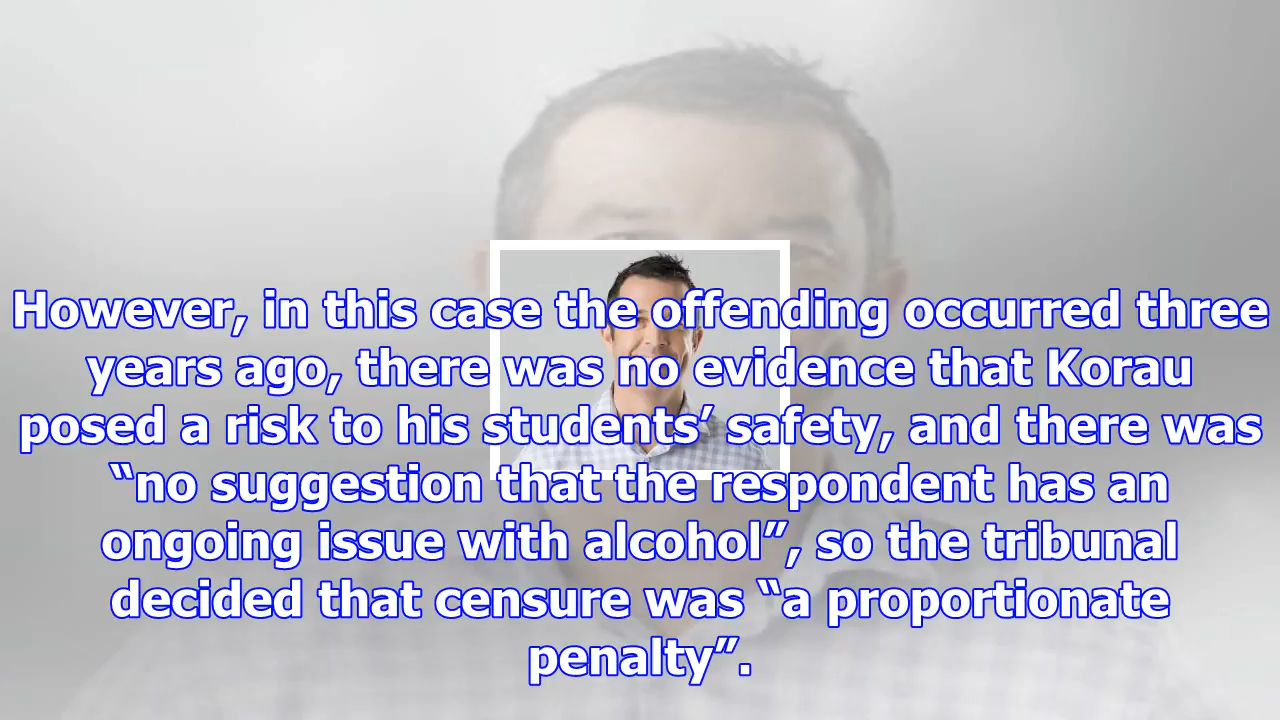 However, in this case the offending occurred three
years ago, there was no evidence that Korau
posed a risk to his students’ safety, and there was
“no suggestion that the respondent has an
ongoing issue with alcohol”, so the tribunal
decided that censure was “a proportionate
penalty”.